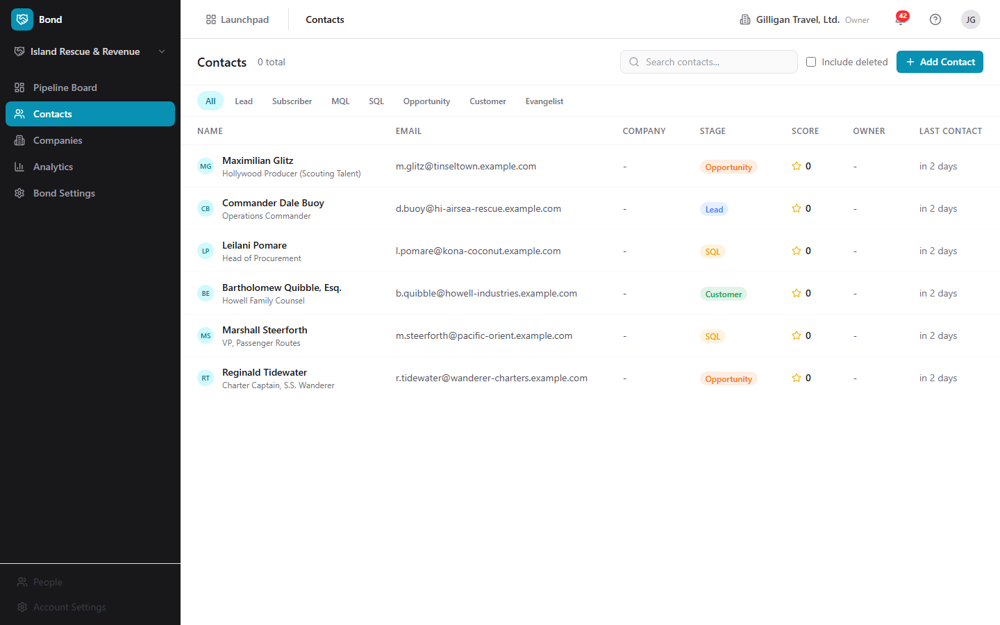 Bond
Island Rescue & Revenue
Pipeline Board
Contacts
Companies
Analytics
Bond Settings
People
Account Settings
Launchpad
Contacts
Gilligan Travel, Ltd. Owner
42
JG
Contacts 0 total
Search contacts...
Include deleted
+ Add Contact
All Lead Subscriber MQL SQL Opportunity Customer Evangelist
NAME EMAIL COMPANY STAGE SCORE OWNER LAST CONTACT
MG Maximilian Glitz m.glitz@tinseltown.example.com - Opportunity 0 - in 2 days
Hollywood Producer (Scouting Talent)
CB Commander Dale Buoy d.buoy@hi-airsea-rescue.example.com - Lead 0 - in 2 days
Operations Commander
LP Leilani Pomare l.pomare@kona-coconut.example.com - SQL 0 - in 2 days
Head of Procurement
BE Bartholomew Quibble, Esq. b.quibble@howell-industries.example.com - Customer 0 - in 2 days
Howell Family Counsel
MS Marshall Steerforth m.steerforth@pacific-orient.example.com - SQL 0 - in 2 days
VP, Passenger Routes
RT Reginald Tidewater r.tidewater@wanderer-charters.example.com - Opportunity 0 - in 2 days
Charter Captain, S.S. Wanderer